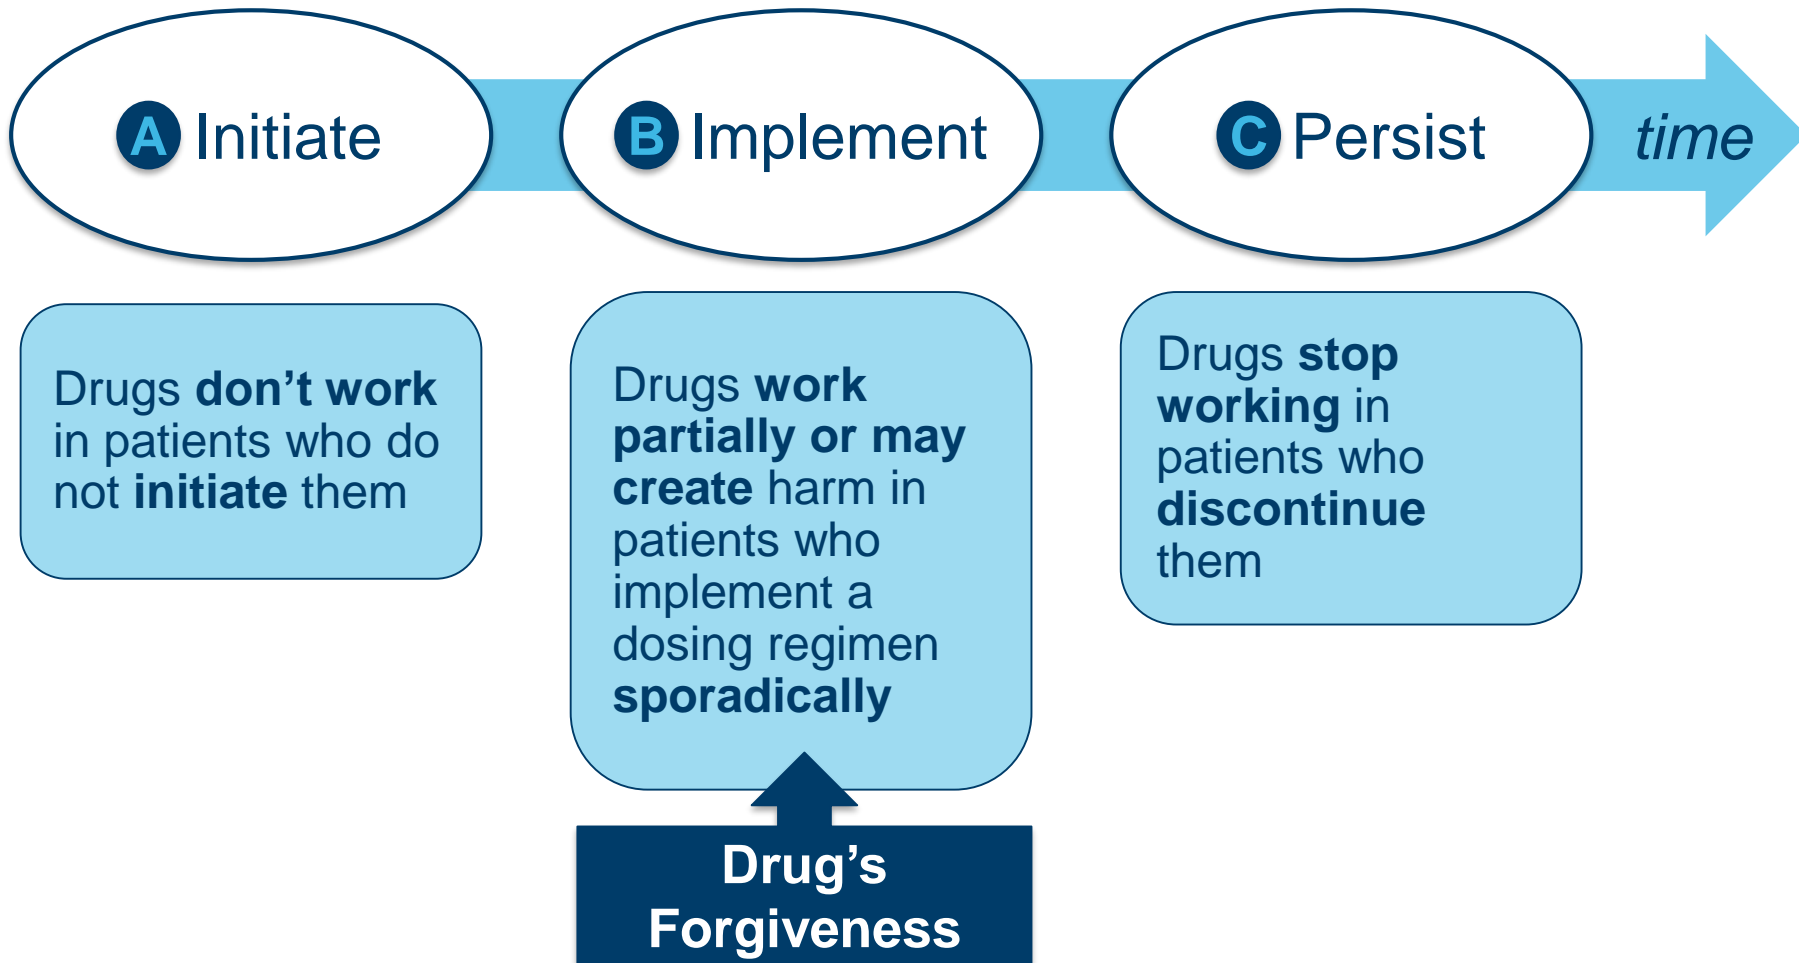 A Initiate
B Implement
C Persist
time
Drugs don’t work
in patients who do
not initiate them
Drugs work
partially or may
create harm in
patients who
implement a
dosing regimen
sporadically
Drugs stop
working in
patients who
discontinue
them
Drug’s
Forgiveness